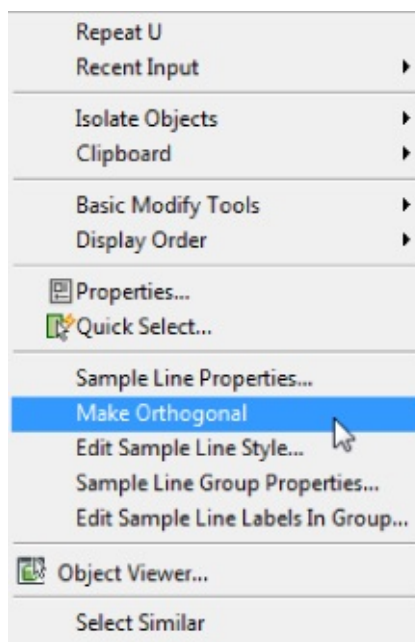 Repeat U
Recent Input
Isolate Objects
Clipboard
Basic Modify Tools
Display Order
Properties...
Quick Select...
Sample Line Properties...
Make Orthogonal
Edit Sample Line Style...
Sample Line Group Properties...
Edit Sample Line Labels In Group...
Object Viewer...
Select Similar